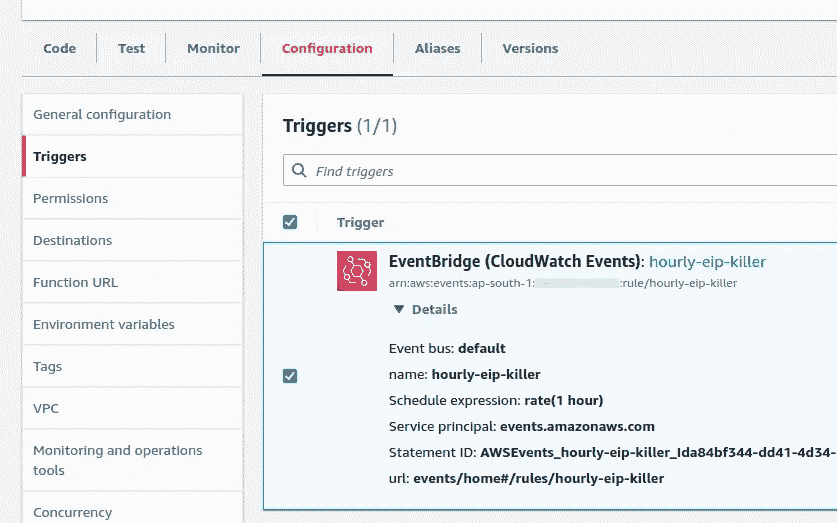 Code Test Monitor Configuration Aliases Versions
General configuration
Triggers
Permissions
Destinations
Function URL
Environment variables
Tags
VPC
Monitoring and operations
tools
Concurrency
Triggers (1/1)
Find triggers
Trigger
EventBridge (CloudWatch Events): hourly-eip-killer
arn:aws:events:ap-south-1: :rule/hourly-eip-killer
Details
Event bus: default
name: hourly-eip-killer
Schedule expression: rate(1 hour)
Service principal: events.amazonaws.com
Statement ID: AWSEvents_hourly-eip-killer_Ida84bf344-dd41-4d34-
url: events/home#/rules/hourly-eip-killer